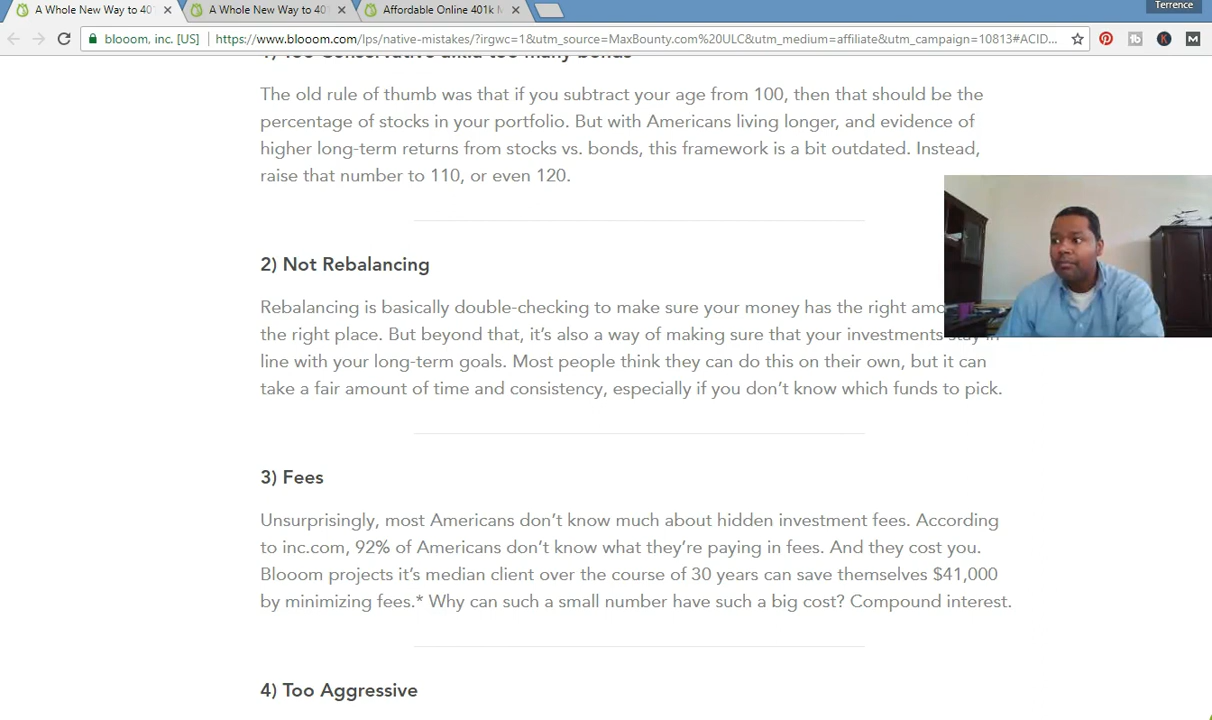 Terrence
A Whole New Way to 401
A Whole New Way to 401
Affordable Online 401k M
blooom, inc. [US]
https://www.blooom.com/lps/native-mistakes/?irgwc=1&utm_source=MaxBounty.com%20ULC&utm_medium=affiliate&utm_campaign=10813#ACID...
The old rule of thumb was that if you subtract your age from 100, then that should be the
percentage of stocks in your portfolio. But with Americans living longer, and evidence of
higher long-term returns from stocks vs. bonds, this framework is a bit outdated. Instead,
raise that number to 110, or even 120.
2) Not Rebalancing
Rebalancing is basically double-checking to make sure your money has the right
the right place. But beyond that, it's also a way of making sure that your investments stay in
line with your long-term goals. Most people think they can do this on their own, but it can
take a fair amount of time and consistency, especially if you don't know which funds to pick.
3) Fees
Unsurprisingly, most Americans don't know much about hidden investment fees. According
to inc.com, 92% of Americans don't know what they're paying in fees. And they cost you.
Blooom projects it's median client over the course of 30 years can save themselves $41,000
by minimizing fees.* Why can such a small number have such a big cost? Compound interest.
4) Too Aggressive